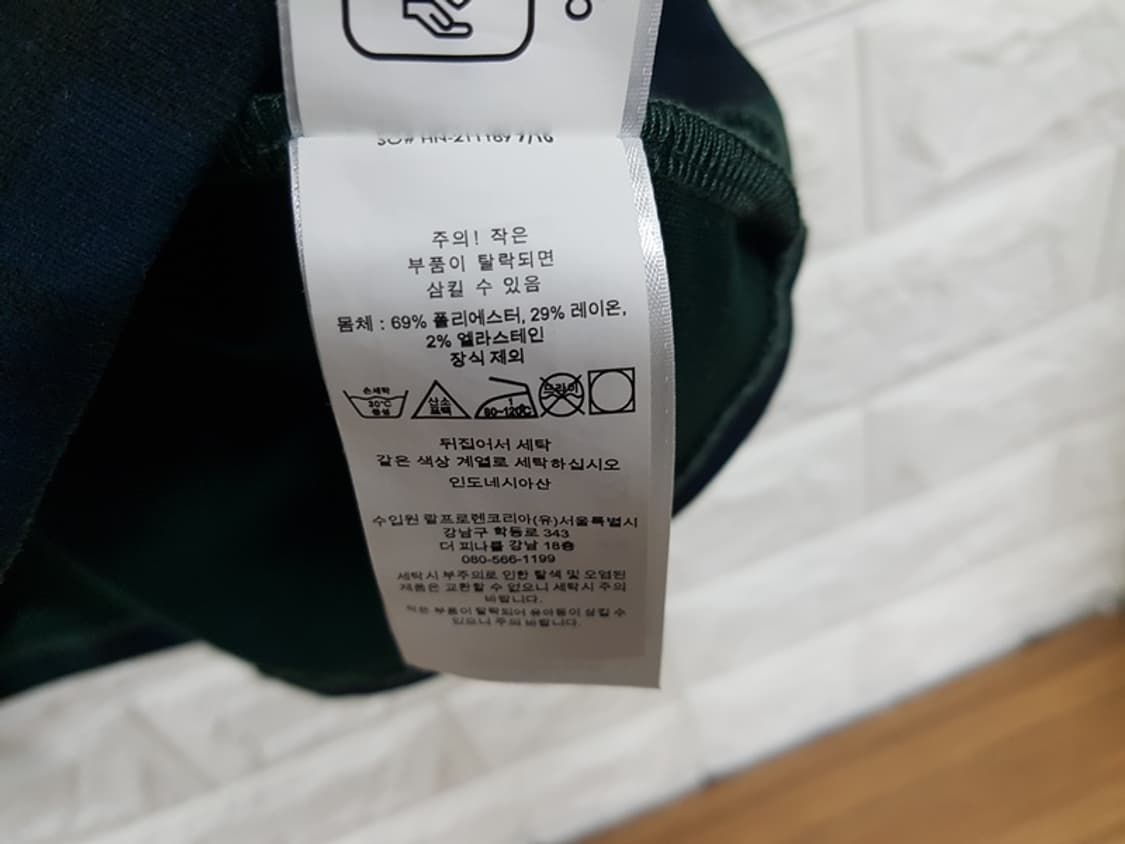 SO# HN-211169 7/16
주의! 작은
부품이 탈락되면
삼킬 수 있음
몸체 : 69% 폴리에스터, 29% 레이온,
2% 엘라스테인
장식 제외
손세탁
30°C
중성
산소
표백
1
80~120°C
드라이
뒤집어서 세탁
같은 색상 계열로 세탁하십시오
인도네시아산
수입원 랄프로렌코리아(유)서울특별시
강남구 학동로 343
더 피나클 강남 18층
080-566-1199
세탁시 부주의로 인한 탈색 및 오염된
제품은 교환할 수 없으니 세탁시 주의
바랍니다.
작은 부품이 탈락되어 유아동이 삼킬 수
있으니 주의 바랍니다.